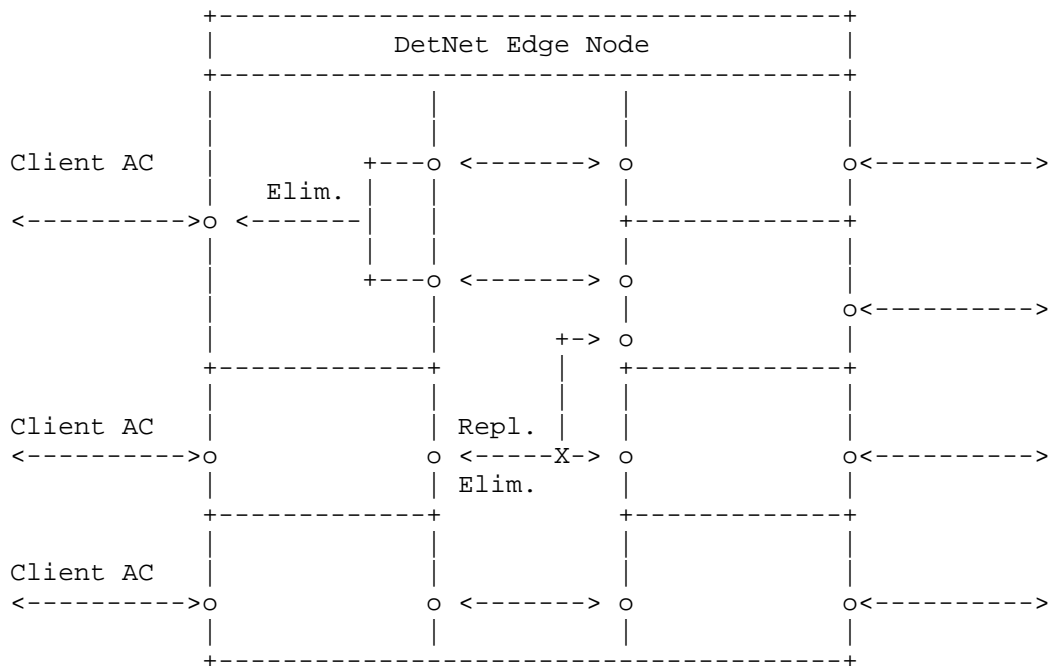 DetNet Edge Node
Client AC
Elim.
Client AC
Repl.
X
Elim.
Client AC